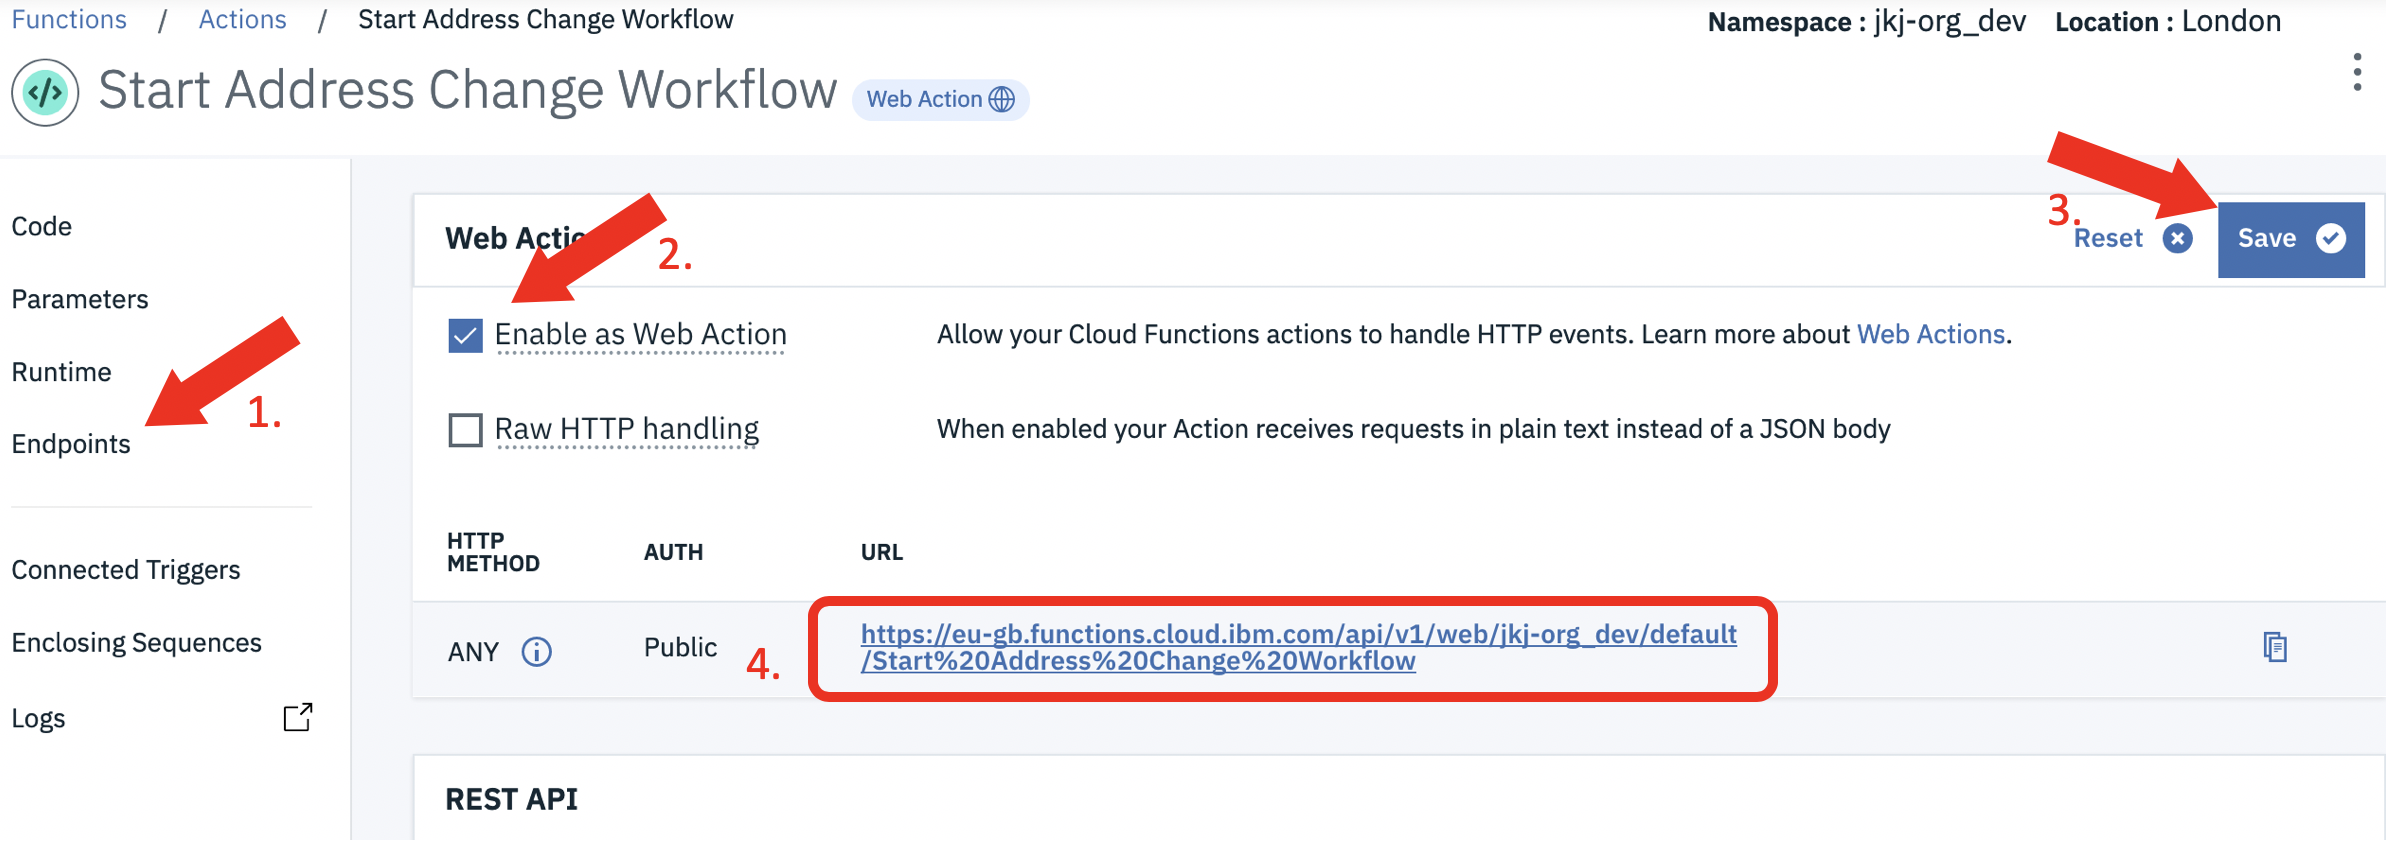 Functions / Actions / Start Address Change Workflow
Namespace : jkj-org_dev Location : London
Start Address Change Workflow
Web Action
Code
Parameters
Runtime
1.
Endpoints
Connected Triggers
Enclosing Sequences
Logs
Web Actio
2.
3.
Reset
Save
Enable as Web Action
Allow your Cloud Functions actions to handle HTTP events. Learn more about Web Actions.
Raw HTTP handling
When enabled your Action receives requests in plain text instead of a JSON body
HTTP
METHOD
AUTH
URL
ANY
Public
4.
https://eu-gb.functions.cloud.ibm.com/api/v1/web/jkj-org_dev/default
/Start%20Address%20Change%20Workflow
REST API